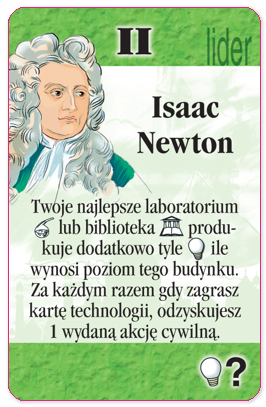 II
lider
Isaac
Newton
Twoje najlepsze laboratorium
lub biblioteka produ-
kuje dodatkowo tyle ile
wynosi poziom tego budynku.
Za każdym razem gdy zagrasz
kartę technologii, odzyskujesz
1 wydaną akcję cywilną.
?